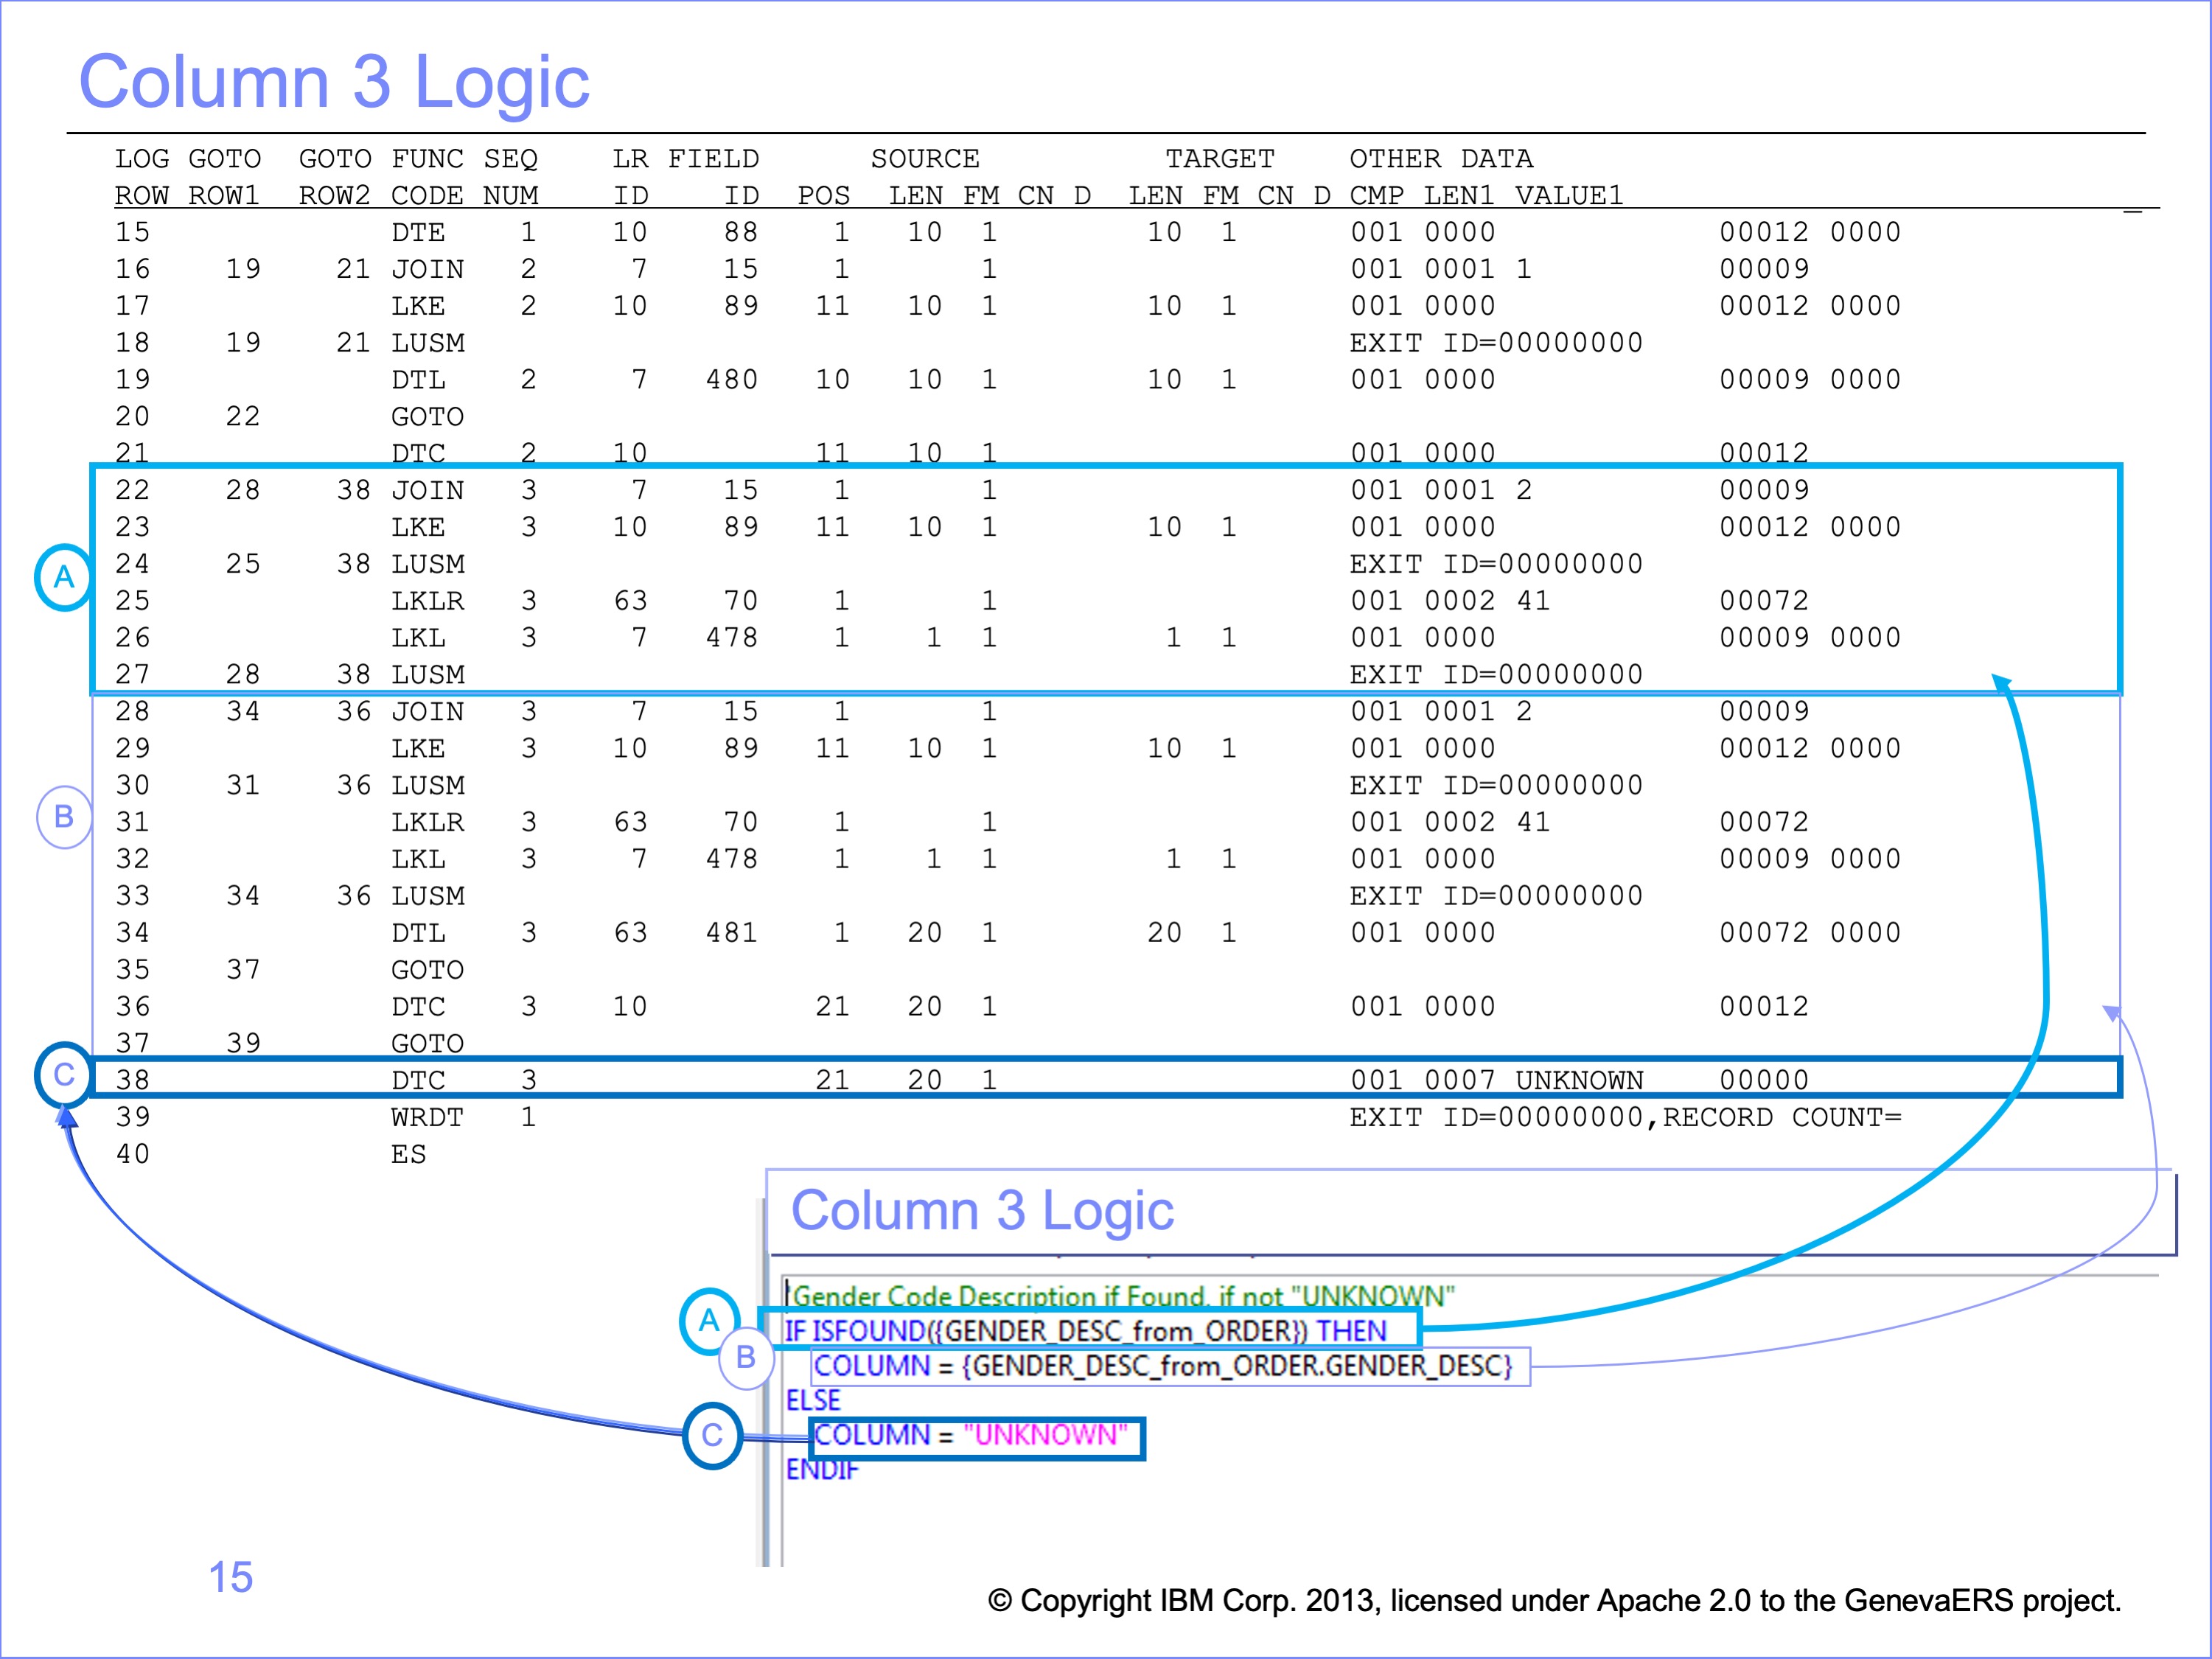 Column 3 Logic
LOG GOTO GOTO FUNC SEQ LR FIELD SOURCE TARGET OTHER DATA
ROW ROW1 ROW2 CODE NUM ID ID POS LEN FM CN D LEN FM CN D CMP LEN1 VALUE1
15 DTE 1 10 88 1 10 1 10 1 001 0000 00012 0000
16 19 21 JOIN 2 7 15 1 1 001 0001 1 00009
17 LKE 2 10 89 11 10 1 10 1 001 0000 00012 0000
18 19 21 LUSM EXIT ID=00000000
19 DTL 2 7 480 10 10 1 10 1 001 0000 00009 0000
20 22 GOTO
21 DTC 2 10 11 10 1 001 0000 00012
22 28 38 JOIN 3 7 15 1 1 001 0001 2 00009
23 LKE 3 10 89 11 10 1 10 1 001 0000 00012 0000
A 24 25 38 LUSM EXIT ID=00000000
25 LKLR 3 63 70 1 1 001 0002 41 00072
26 LKL 3 7 478 1 1 1 1 1 001 0000 00009 0000
27 28 38 LUSM EXIT ID=00000000
28 34 36 JOIN 3 7 15 1 1 001 0001 2 00009
29 LKE 3 10 89 11 10 1 10 1 001 0000 00012 0000
30 31 36 LUSM EXIT ID=00000000
B 31 LKLR 3 63 70 1 1 001 0002 41 00072
32 LKL 3 7 478 1 1 1 1 1 001 0000 00009 0000
33 34 36 LUSM EXIT ID=00000000
34 DTL 3 63 481 1 20 1 20 1 001 0000 00072 0000
35 37 GOTO
36 DTC 3 10 21 20 1 001 0000 00012
37 39 GOTO
C 38 DTC 3 21 20 1 001 0007 UNKNOWN 00000
39 WRDT 1 EXIT ID=00000000,RECORD COUNT=
40 ES
Column 3 Logic
'Gender Code Description if Found, if not "UNKNOWN"
A IF ISFOUND({GENDER_DESC_from_ORDER}) THEN
B COLUMN = {GENDER_DESC_from_ORDER.GENDER_DESC}
ELSE
C COLUMN = "UNKNOWN"
ENDIF
15
© Copyright IBM Corp. 2013, licensed under Apache 2.0 to the GenevaERS project.